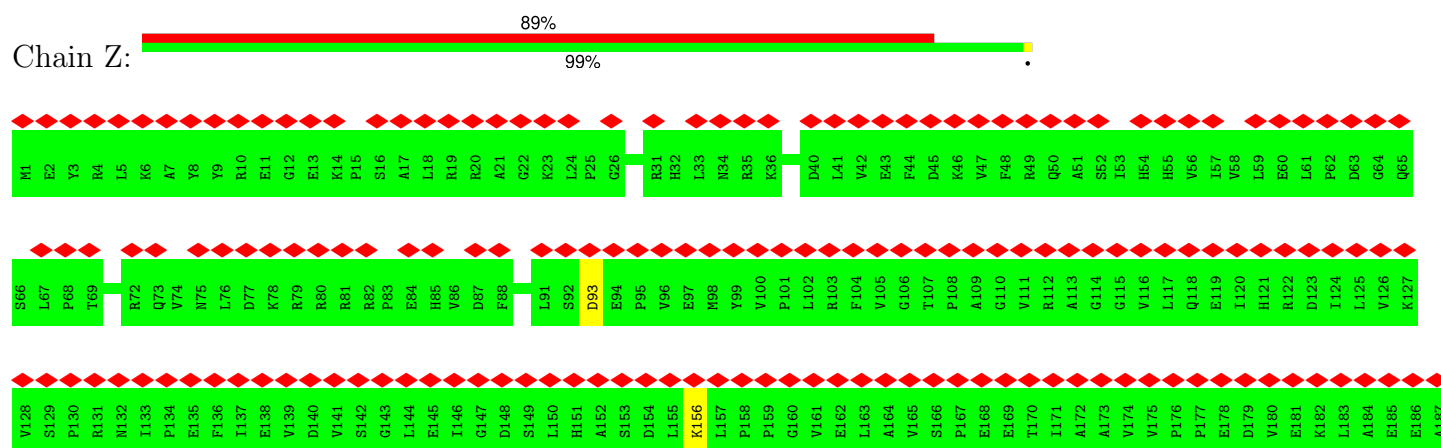 89%
Chain Z:
99% .
M1 E2 Y3 R4 L5 K6 A7 Y8 Y9 R10 E11 G12 E13 K14 P15 S16 A17 L18 R19 R20 A21 G22 K23 L24 P25 G26 R31 H32 L33 N34 R35 K36 D40 L41 V42 E43 F44 D45 K46 V47 F48 R49 Q50 A51 S52 I53 H54 H55 V56 I57 V58 L59 E60 L61 P62 D63 G64 Q65
S66 L67 P68 T69 R72 Q73 V74 N75 L76 D77 K78 R79 R80 R81 R82 P83 E84 H85 V86 D87 F88 L91 S92 D93 E94 P95 V96 E97 M98 Y99 V100 P101 L102 R103 F104 V105 G106 T107 P108 A109 G110 V111 R112 A113 G114 G115 V116 L117 Q118 E119 I120 H121 R122 D123 I124 L125 V126 K127
V128 S129 P130 R131 N132 I133 P134 E135 F136 I137 E138 V139 D140 V141 S142 G143 L144 E145 I146 G147 D148 S149 L150 H151 A152 S153 D154 L155 K156 L157 P158 P159 G160 V161 E162 L163 A164 V165 S166 P167 E168 E169 T170 I171 A172 A173 V174 V175 P176 P177 E178 D179 V180 E181 K182 L183 A184 E185 E186 A187